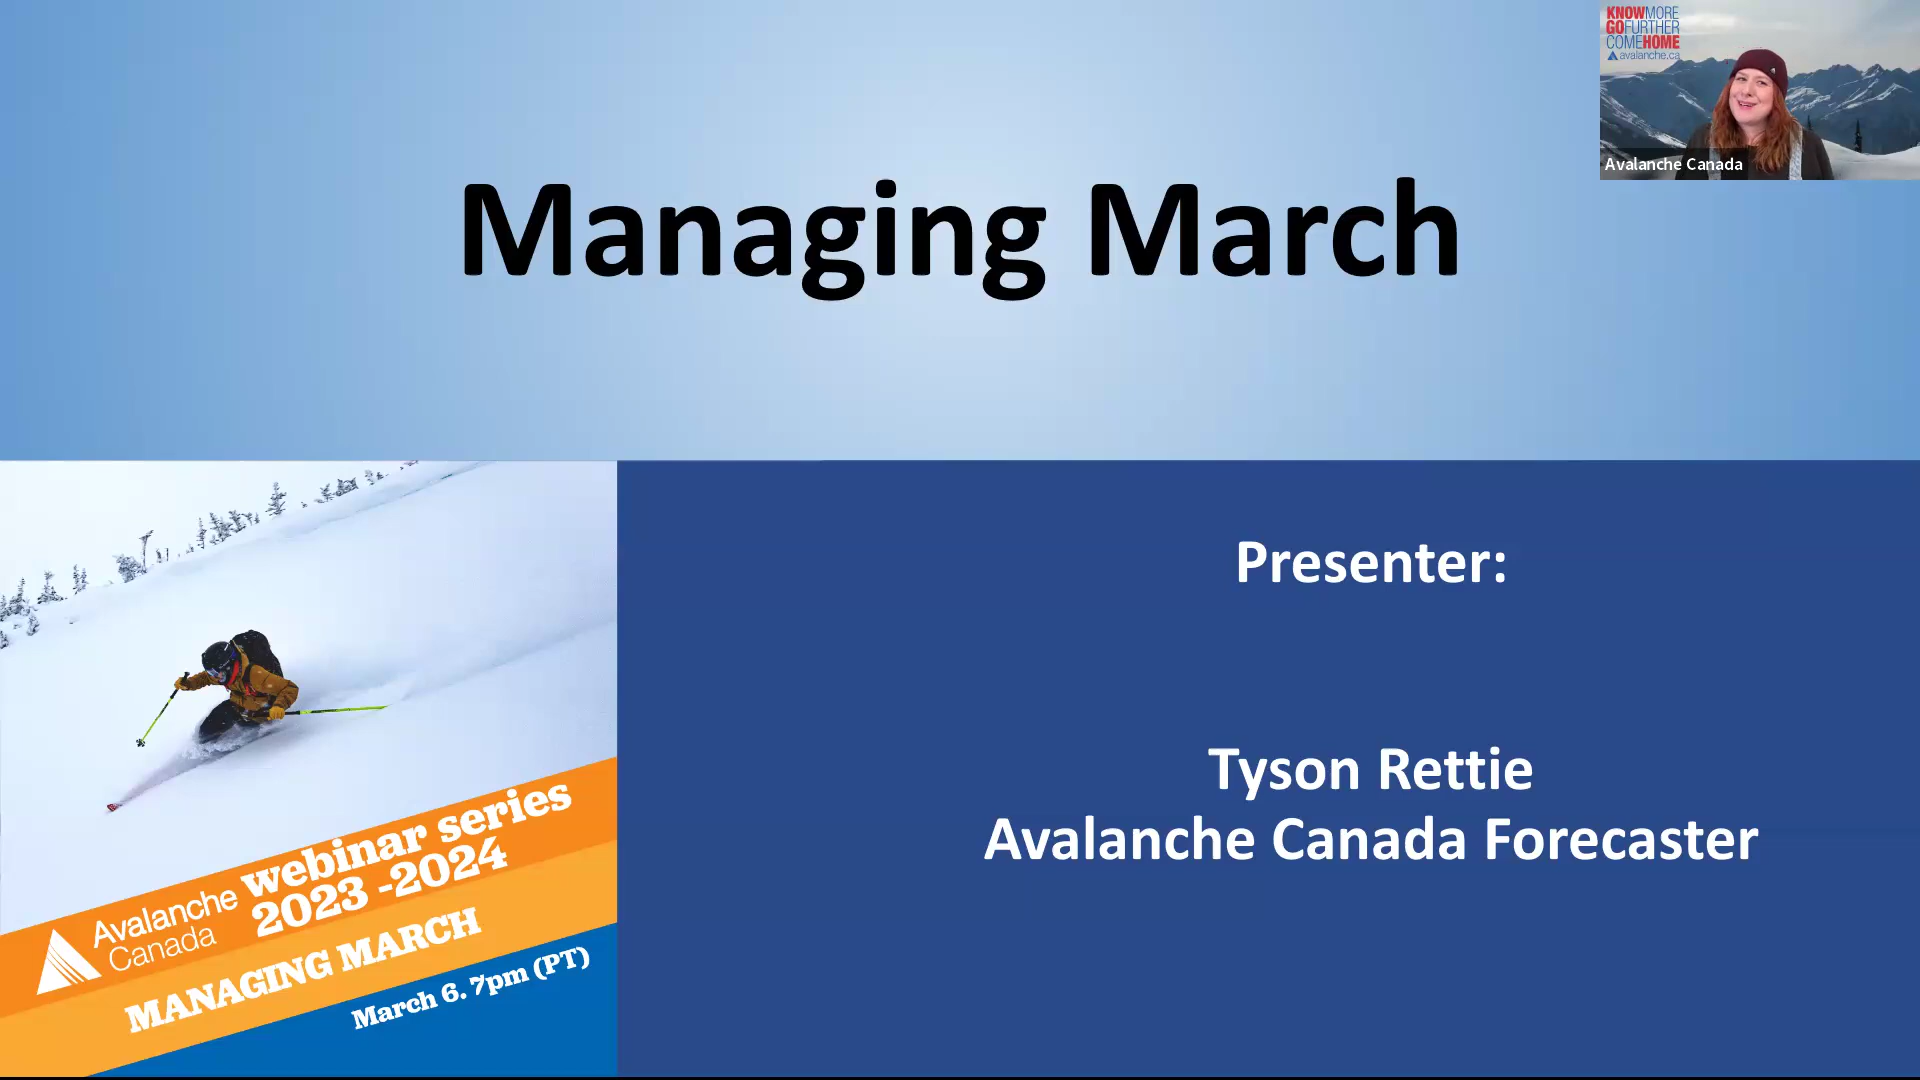 Managing March
KNOWMORE
GOFURTHER
COMEHOME
avalanche.ca
Avalanche Canada
Presenter:
Tyson Rettie
Avalanche Canada Forecaster
Avalanche
Canada
webinar series
2023 -2024
MANAGING MARCH
March 6. 7pm (PT)